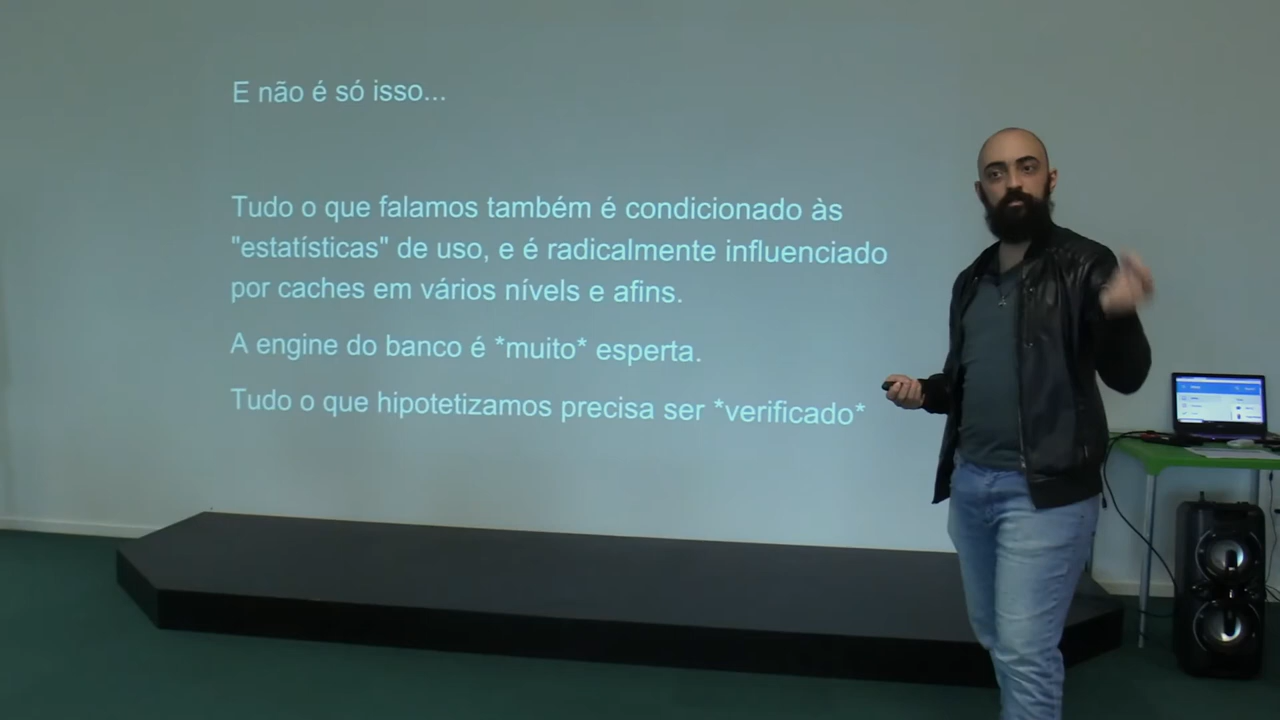 E não é só isso...
Tudo o que falamos também é condicionado às
"estatísticas" de uso, e é radicalmente influenciado
por caches em vários nívels e afins.
A engine do banco é *muito* esperta.
Tudo o que hipotetizamos precisa ser *verificado*